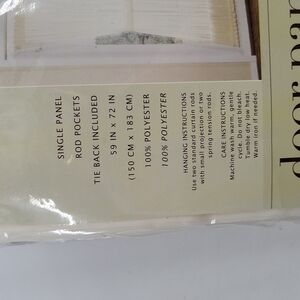 SINGLE PANEL
ROD POCKETS
TIE BACK INCLUDED
59 IN X 72 IN
(150 CM X 183 CM)
100% POLYESTER
100% POLYESTER
HANGING INSTRUCTIONS
Use two standard curtain rods
with small projection or two
spring tension rods.
CARE INSTRUCTIONS
Machine wash warm, gentle
cycle. Do not bleach.
Tumble dry low heat.
Warm iron if needed.